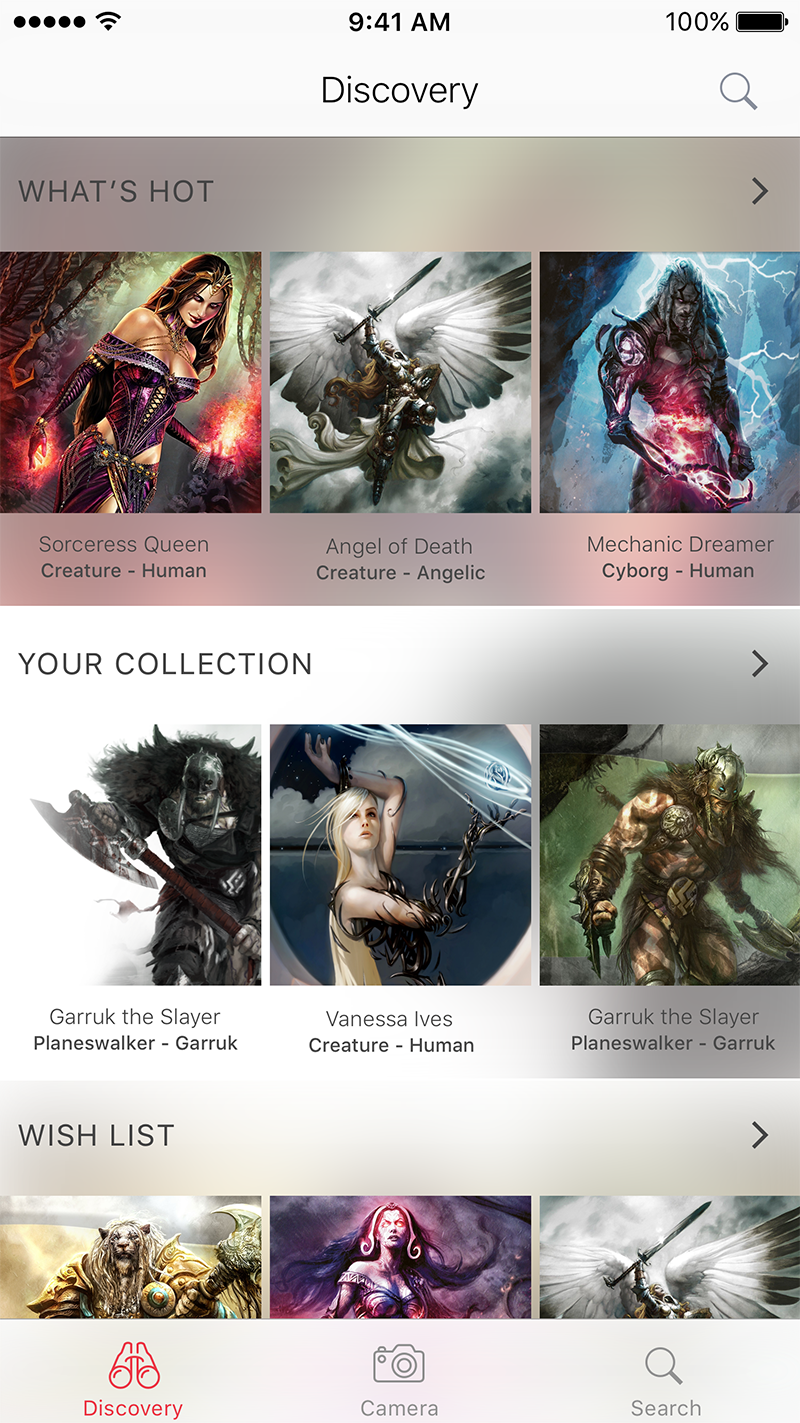 9:41 AM 100%
Discovery
WHAT’S HOT
Sorceress Queen
Creature - Human
Angel of Death
Creature - Angelic
Mechanic Dreamer
Cyborg - Human
YOUR COLLECTION
Garruk the Slayer
Planeswalker - Garruk
Vanessa Ives
Creature - Human
Garruk the Slayer
Planeswalker - Garruk
WISH LIST
Discovery
Camera
Search